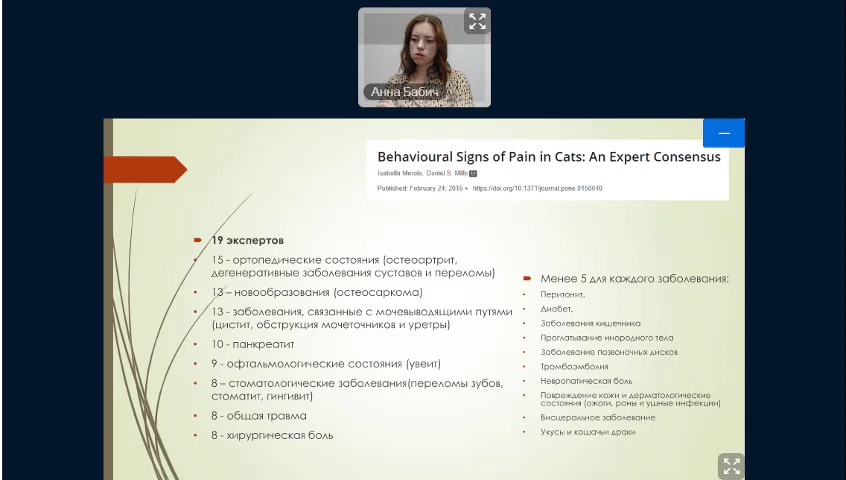 Анна Бабич
Behavioural Signs of Pain in Cats: An Expert Consensus
Isabella Merola, Daniel S. Mills
Published: February 24, 2016 • https://doi.org/10.1371/journal.pone.0150040
19 экспертов
15 - ортопедические состояния (остеоартрит,
дегенеративные заболевания суставов и переломы)
13 – новообразования (остеосаркома)
13 - заболевания, связанные с мочевыводящими путями
(цистит, обструкция мочеточников и уретры)
10 - панкреатит
9 - офтальмологические состояния (увеит)
8 – стоматологические заболевания(переломы зубов,
стоматит, гингивит)
8 - общая травма
8 - хирургическая боль
Менее 5 для каждого заболевания:
Перитонит,
Диабет,
Заболевания кишечника
Проглатывание инородного тела
Заболевание позвоночных дисков
Тромбоэмболия
Невропатическая боль
Повреждение кожи и дерматологические
состояния (ожоги, раны и ушные инфекции)
Висцеральное заболевание
Укусы и кошачьи драки